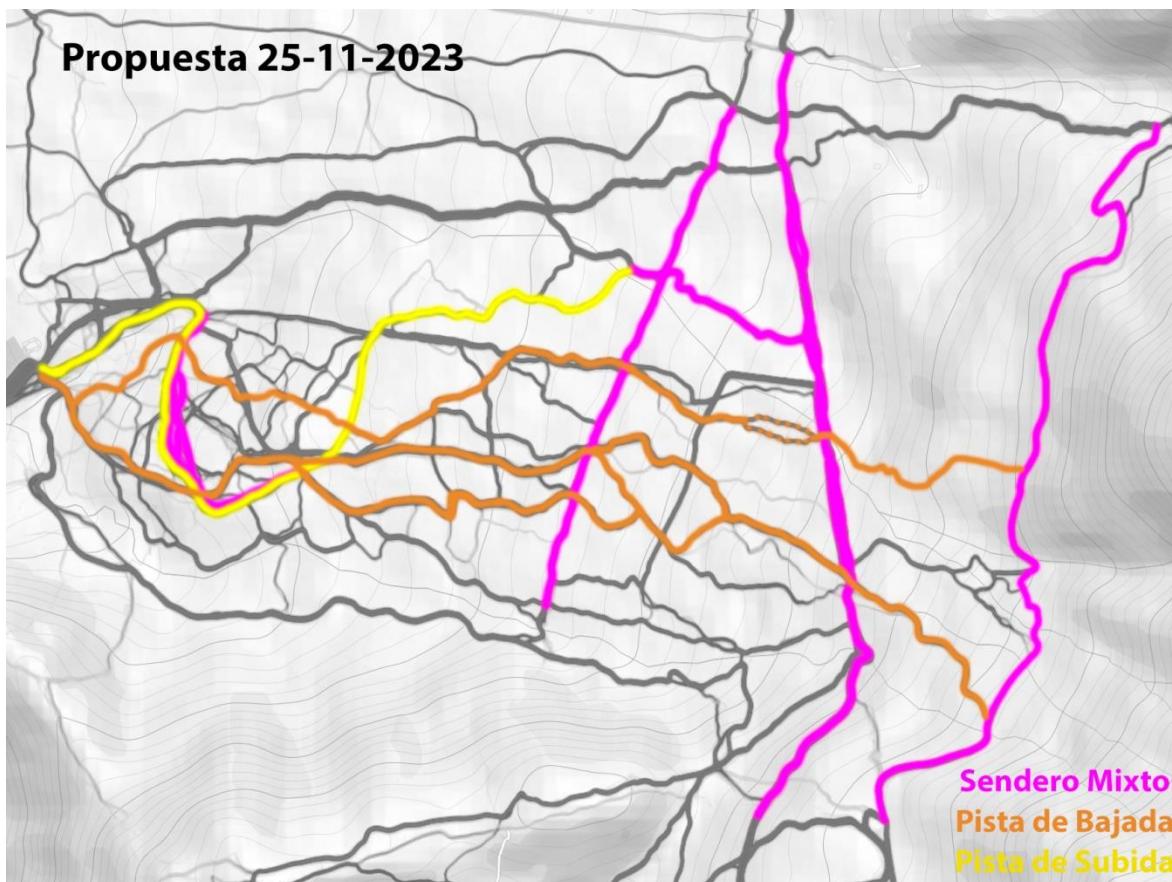 Propuesta 25-11-2023
Sendero Mixto
Pista de Bajada
Pista de Subida